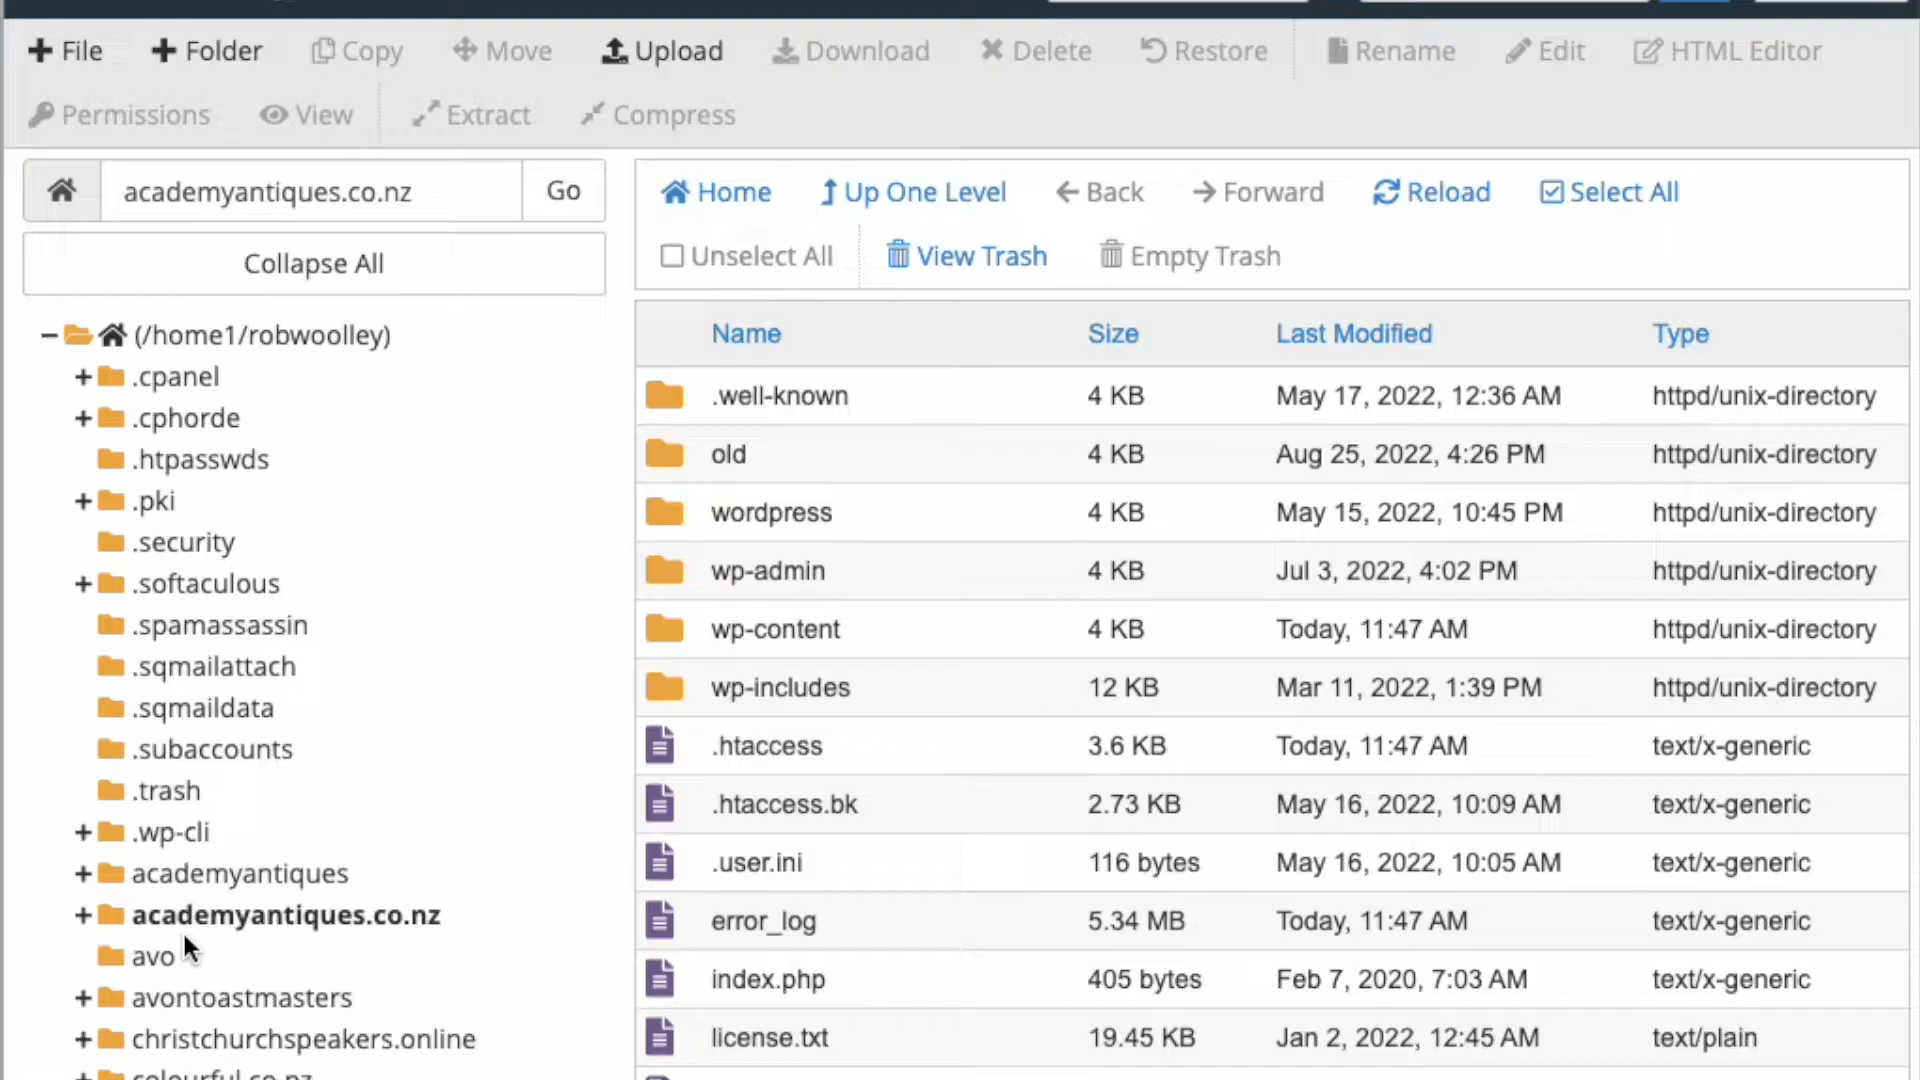 File Folder Copy Move Upload Download Delete Restore Rename Edit HTML Editor
Permissions View Extract Compress
academyantiques.co.nz Go
Collapse All
(/home1/robwoolley)
.cpanel
.cphorde
.htpasswds
.pki
.security
.softaculous
.spamassassin
.sqmailattach
.sqmaildata
.subaccounts
.trash
.wp-cli
academyantiques
academyantiques.co.nz
avo
avontoastmasters
christchurchspeakers.online
colourful.co.nz
Home Up One Level Back Forward Reload Select All
Unselect All View Trash Empty Trash
Name Size Last Modified Type
.well-known 4 KB May 17, 2022, 12:36 AM httpd/unix-directory
old 4 KB Aug 25, 2022, 4:26 PM httpd/unix-directory
wordpress 4 KB May 15, 2022, 10:45 PM httpd/unix-directory
wp-admin 4 KB Jul 3, 2022, 4:02 PM httpd/unix-directory
wp-content 4 KB Today, 11:47 AM httpd/unix-directory
wp-includes 12 KB Mar 11, 2022, 1:39 PM httpd/unix-directory
.htaccess 3.6 KB Today, 11:47 AM text/x-generic
.htaccess.bk 2.73 KB May 16, 2022, 10:09 AM text/x-generic
.user.ini 116 bytes May 16, 2022, 10:05 AM text/x-generic
error_log 5.34 MB Today, 11:47 AM text/x-generic
index.php 405 bytes Feb 7, 2020, 7:03 AM text/x-generic
license.txt 19.45 KB Jan 2, 2022, 12:45 AM text/plain